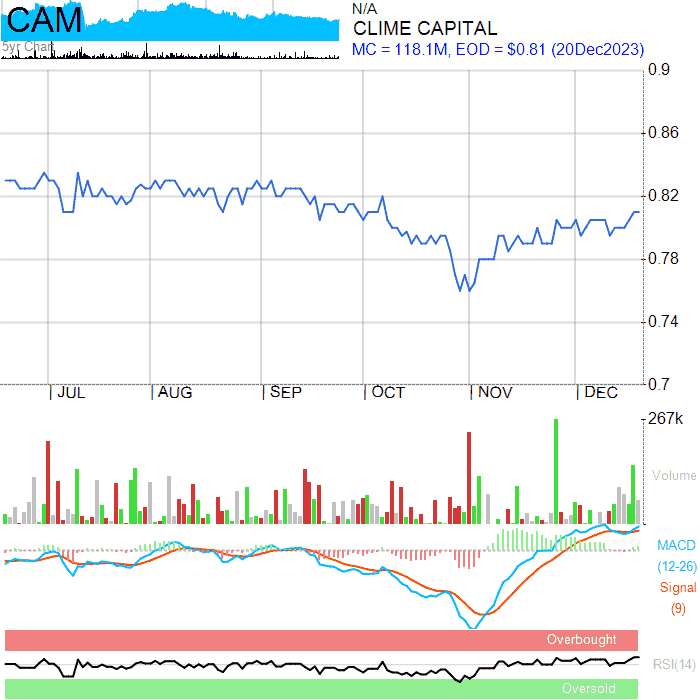 CAM
5yr Chart
N/A
CLIME CAPITAL
MC = 118.1M, EOD = $0.81 (20Dec2023)
0.9
0.86
0.82
0.78
0.74
0.7
JUL AUG SEP OCT NOV DEC
267k
Volume
MACD
(12-26)
Signal
(9)
Overbought
RSI(14)
Oversold